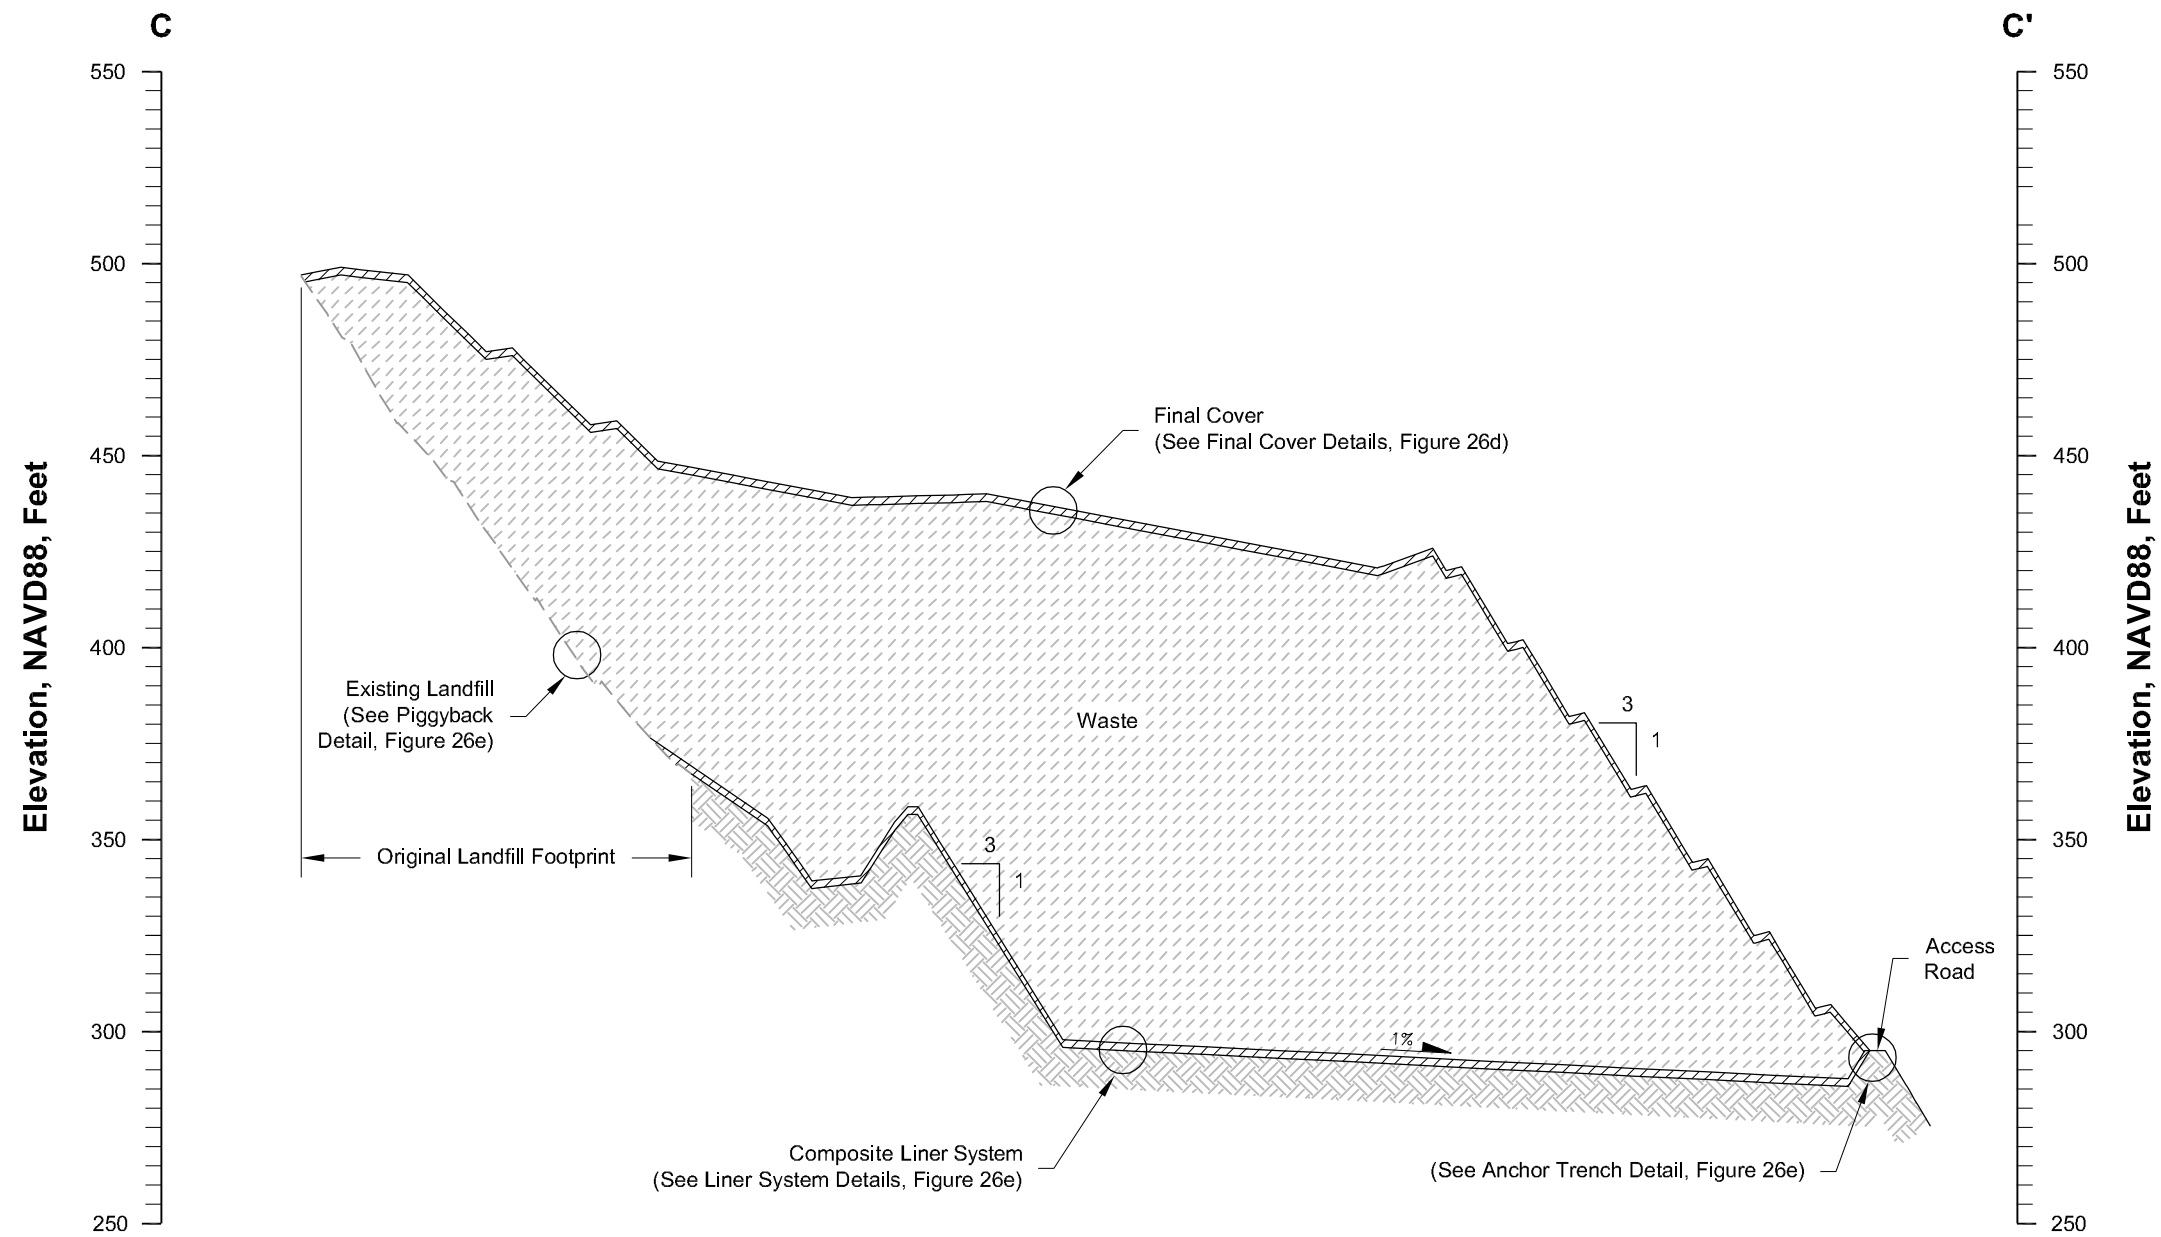 C
C'
550
500
450
400
350
300
250
Elevation, NAVD88, Feet
550
500
450
400
350
300
250
Elevation, NAVD88, Feet
Final Cover
(See Final Cover Details, Figure 26d)
Existing Landfill
(See Piggyback
Detail, Figure 26e)
Waste
3
1
Original Landfill Footprint
3
1
Access
Road
1%
Composite Liner System
(See Liner System Details, Figure 26e)
(See Anchor Trench Detail, Figure 26e)